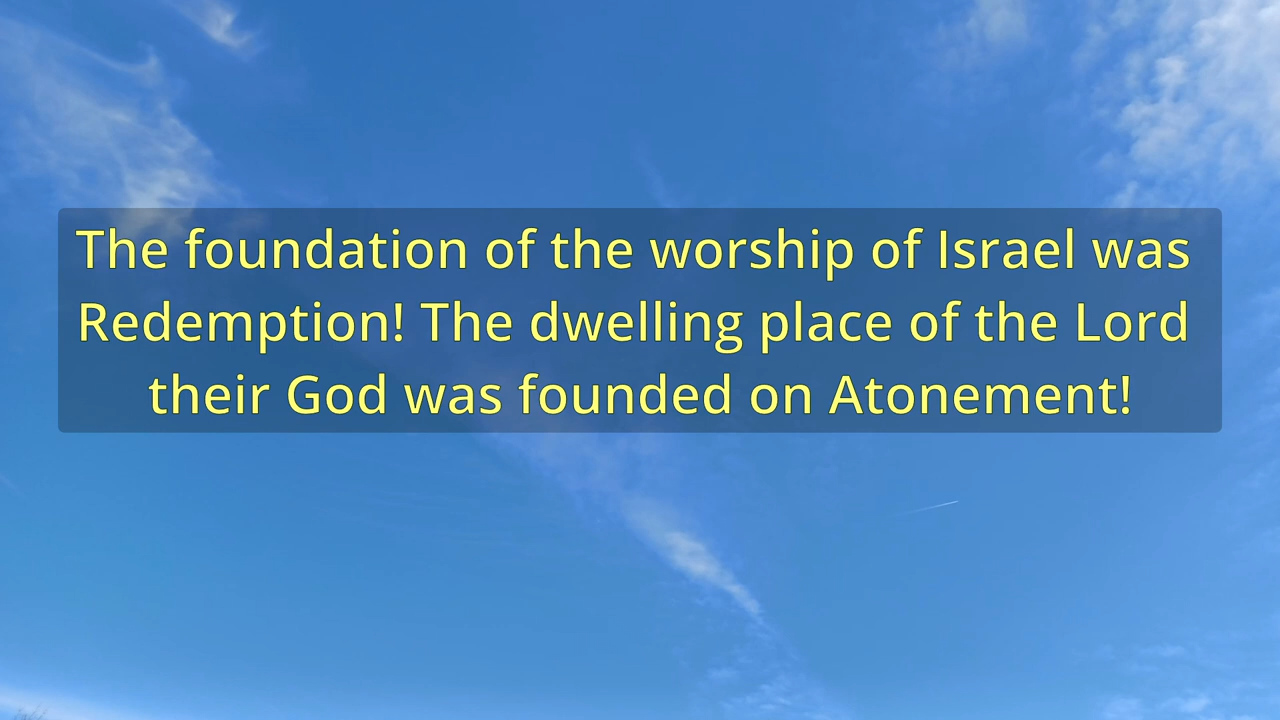 The foundation of the worship of Israel was
Redemption! The dwelling place of the Lord
their God was founded on Atonement!